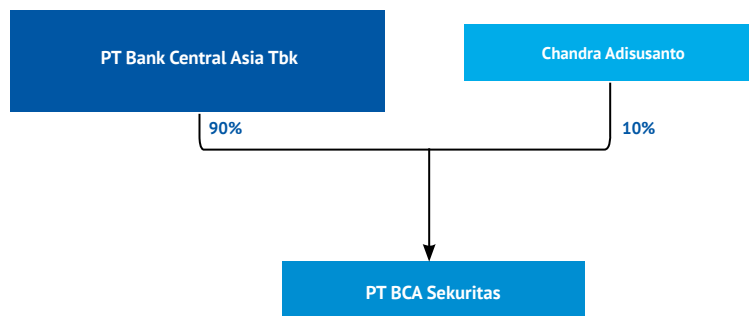 PT Bank Central Asia Tbk
Chandra Adisusanto
90%
10%
PT BCA Sekuritas